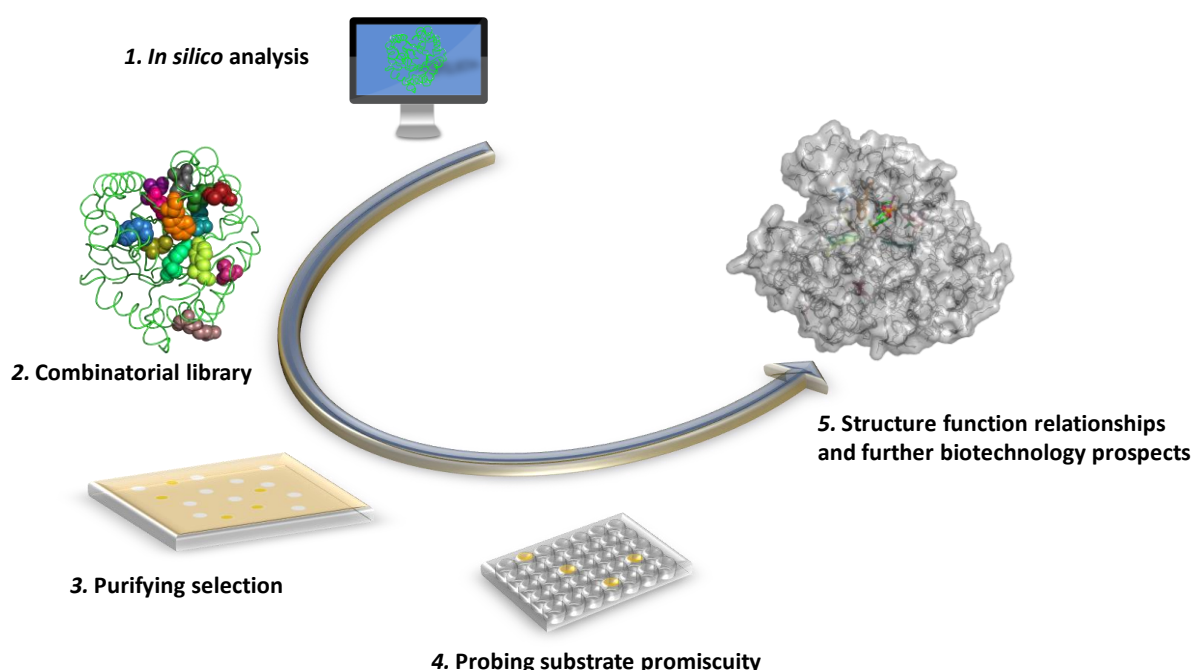 1. In silico analysis
2. Combinatorial library
3. Purifying selection
4. Probing substrate promiscuity
5. Structure function relationships
and further biotechnology prospects